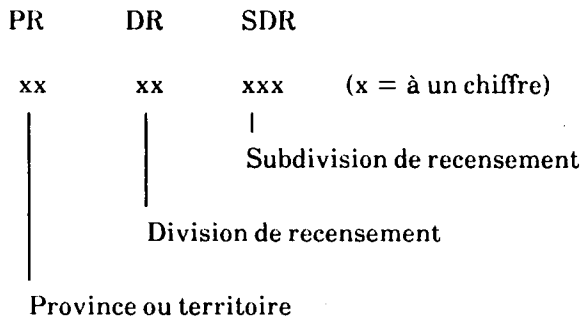 PR DR SDR
xx xx xxx (x = à un chiffre)
Subdivision de recensement
Division de recensement
Province ou territoire